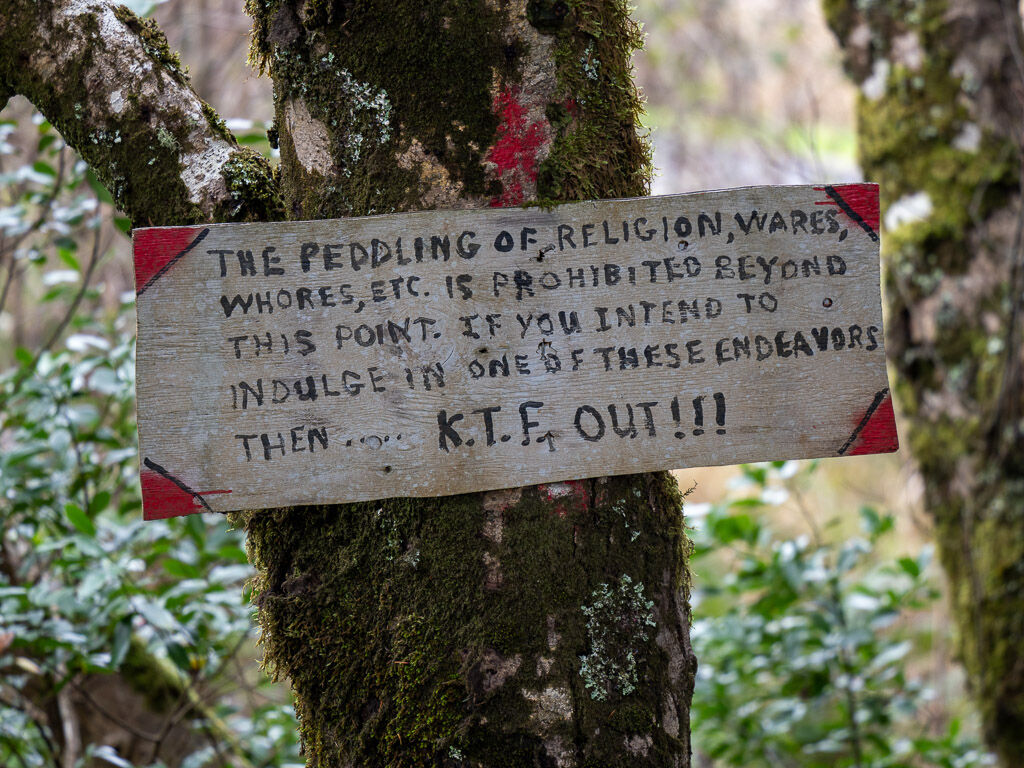 THE PEDDLING OF RELIGION, WARES,
WHORES, ETC. IS PROHIBITED BEYOND
THIS POINT. IF YOU INTEND TO
INDULGE IN ONE OF THESE ENDEAVORS
THEN ..... K.T.F. OUT!!!